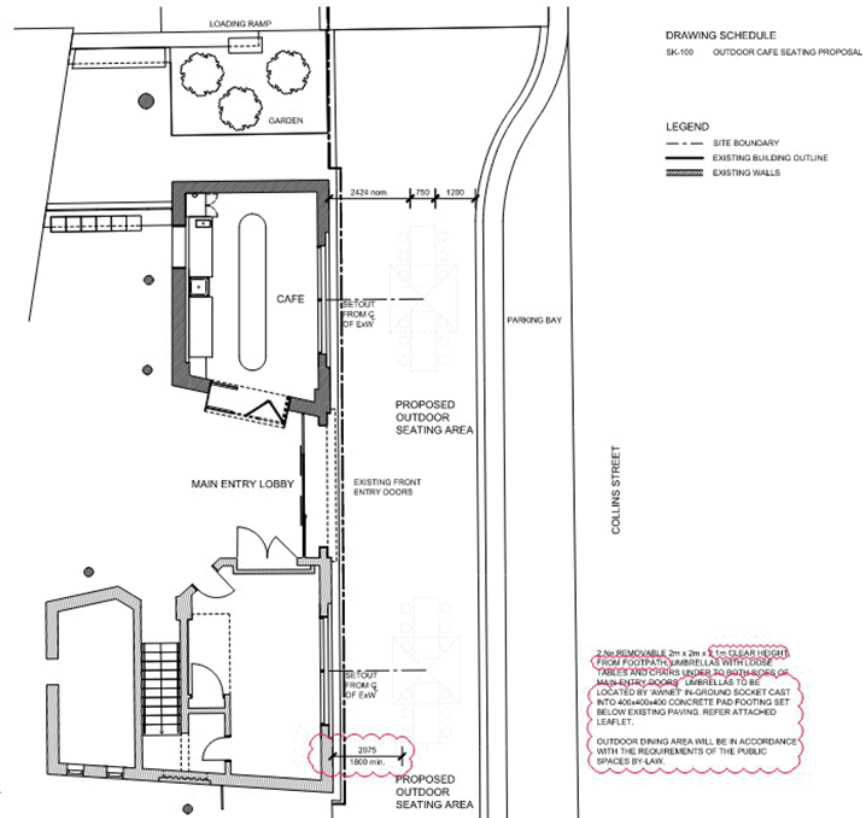 LOADING RAMP
DRAWING SCHEDULE
SK-100 OUTDOOR CAFE SEATING PROPOSAL
GARDEN
LEGEND
SITE BOUNDARY
EXISTING BUILDING OUTLINE
EXISTING WALLS
2424 nom. 750 1200
CAFE
SETOUT
FROM ℄
OF ExW
PARKING BAY
PROPOSED
OUTDOOR
SEATING AREA
MAIN ENTRY LOBBY
EXISTING FRONT
ENTRY DOORS
COLLINS STREET
SETOUT
FROM ℄
OF ExW
2 No REMOVABLE 2m x 2m x 2.1m CLEAR HEIGHT
FROM FOOTPATH, UMBRELLAS WITH LOOSE
TABLES AND CHAIRS UNDER TO BOTH SIDES OF
MAIN ENTRY DOORS. UMBRELLAS TO BE
LOCATED BY 'AWNET' IN-GROUND SOCKET CAST
INTO 400x400x400 CONCRETE PAD FOOTING SET
BELOW EXISTING PAVING. REFER ATTACHED
LEAFLET.
OUTDOOR DINING AREA WILL BE IN ACCORDANCE
WITH THE REQUIREMENTS OF THE PUBLIC
SPACES BY-LAW.
2075
1800 min.
PROPOSED
OUTDOOR
SEATING AREA